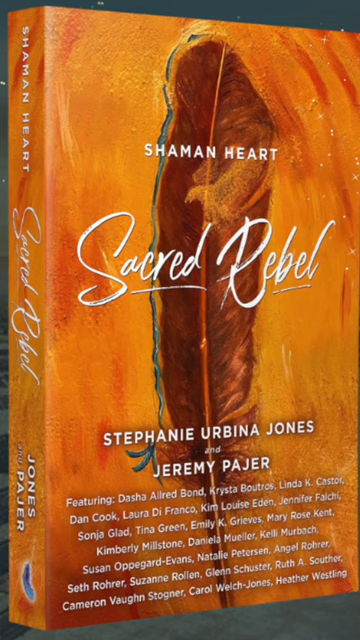 SHAMAN HEART
Sacred Rebel
JONES
AND PAJER
SHAMAN HEART
Sacred Rebel
STEPHANIE URBINA JONES
and
JEREMY PAJER
Featuring: Dasha Allred Bond, Krysta Boutros, Linda K. Castor,
Dan Cook, Laura Di Franco, Kim Louise Eden, Jennifer Falchi,
Sonja Glad, Tina Green, Emily K. Grieves, Mary Rose Kent,
Kimberly Millstone, Daniela Mueller, Kelli Murbach,
Susan Oppegard-Evans, Natalie Petersen, Angel Rohrer,
Seth Rohrer, Suzanne Rollen, Glenn Schuster, Ruth A. Souther,
Cameron Vaughn Stogner, Carol Welch-Jones, Heather Westling